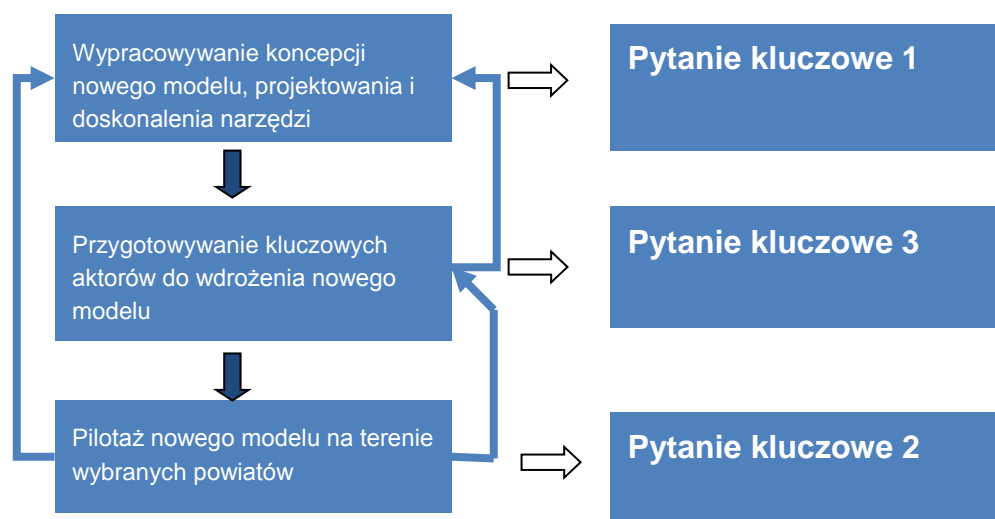 Wypracowywanie koncepcji
nowego modelu, projektowania i
doskonalenia narzędzi
Pytanie kluczowe 1
Przygotowywanie kluczowych
aktorów do wdrożenia nowego
modelu
Pytanie kluczowe 3
Pilotaż nowego modelu na terenie
wybranych powiatów
Pytanie kluczowe 2